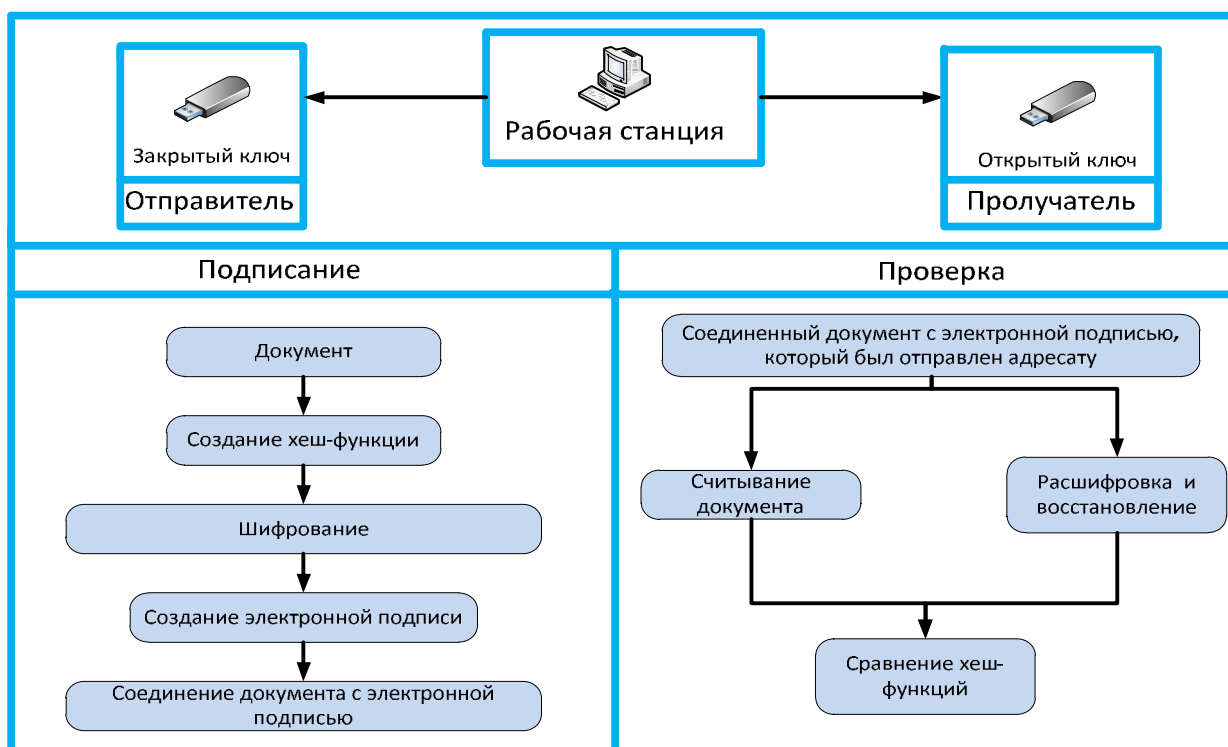 Рабочая станция
Закрытый ключ
Отправитель
Открытый ключ
Пролучатель
Подписание
Проверка
Документ
Создание хеш-функции
Шифрование
Создание электронной подписи
Соединение документа с электронной
подписью
Соединенный документ с электронной подписью,
который был отправлен адресату
Считывание
документа
Расшифровка и
восстановление
Сравнение хеш-
функций